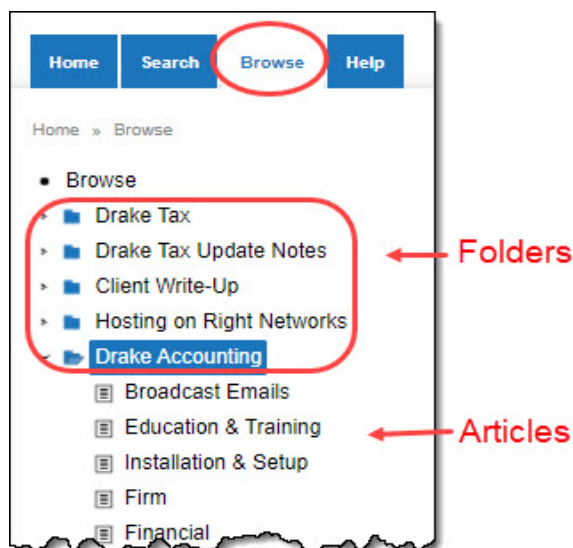 Home Search Browse Help
Home » Browse
Browse
Drake Tax
Drake Tax Update Notes
Folders
Client Write-Up
Hosting on Right Networks
Drake Accounting
Broadcast Emails
Education & Training
Articles
Installation & Setup
Firm
Financial